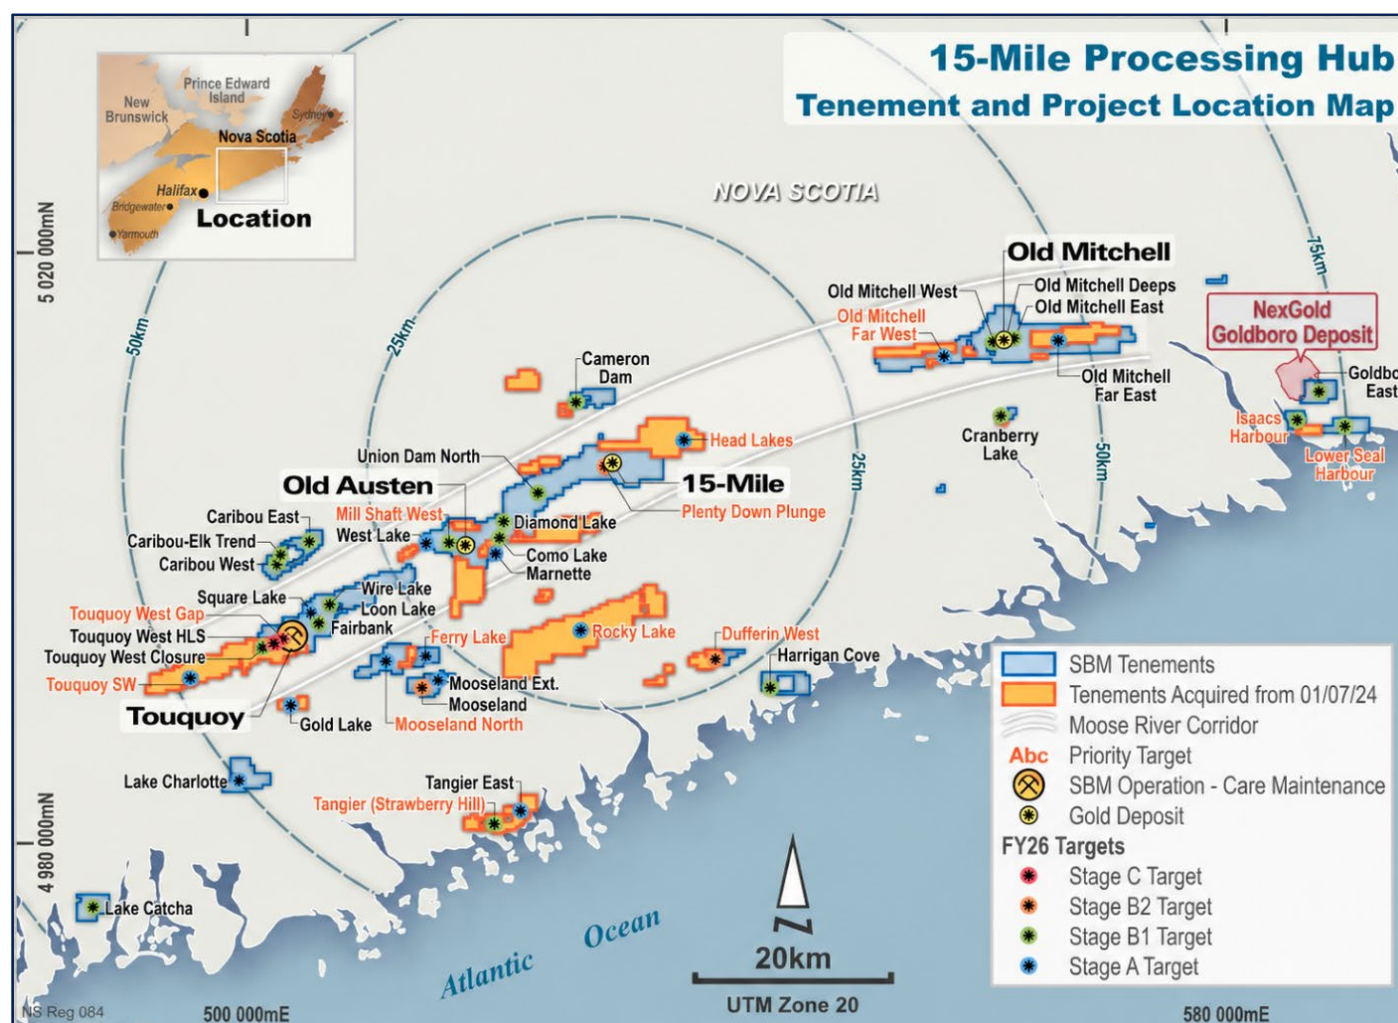 15-Mile Processing Hub
Tenement and Project Location Map
New
Brunswick
Prince Edward
Island
Sydney
Nova Scotia
Halifax
Bridgewater
Yarmouth
Location
NOVA SCOTIA
5 020 000mN
4 980 000mN
50km
25km
25km
50km
75km
Old Mitchell
Old Mitchell West
Old Mitchell Deeps
Old Mitchell East
Old Mitchell
Far West
Old Mitchell
Far East
NexGold
Goldboro Deposit
Goldbo
East
Isaacs
Harbour
Lower Seal
Harbour
Cranberry
Lake
Cameron
Dam
Head Lakes
Union Dam North
15-Mile
Plenty Down Plunge
Old Austen
Mill Shaft West
West Lake
Diamond Lake
Como Lake
Marnette
Caribou East
Caribou-Elk Trend
Caribou West
Wire Lake
Square Lake
Loon Lake
Fairbank
Touquoy West Gap
Touquoy West HLS
Touquoy West Closure
Touquoy SW
Touquoy
Ferry Lake
Rocky Lake
Dufferin West
Harrigan Cove
Mooseland Ext.
Mooseland
Mooseland North
Gold Lake
Lake Charlotte
Tangier East
Tangier (Strawberry Hill)
Lake Catcha
Atlantic Ocean
N
20km
UTM Zone 20
SBM Tenements
Tenements Acquired from 01/07/24
Moose River Corridor
Abc Priority Target
SBM Operation - Care Maintenance
Gold Deposit
FY26 Targets
Stage C Target
Stage B2 Target
Stage B1 Target
Stage A Target
NS Reg 084
500 000mE
580 000mE